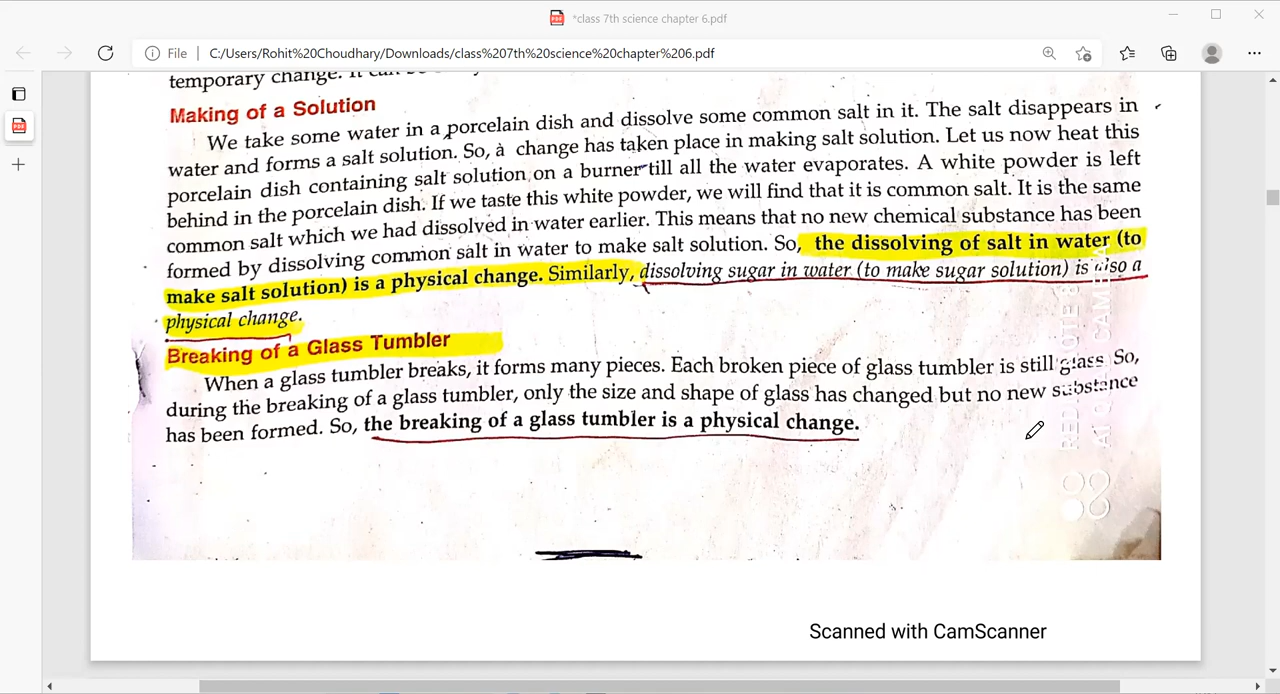 *class 7th science chapter 6.pdf
File | C:/Users/Rohit%20Choudhary/Downloads/class%207th%20science%20chapter%206.pdf
temporary change. It can be
Making of a Solution
We take some water in a porcelain dish and dissolve some common salt in it. The salt disappears in
water and forms a salt solution. So, a change has taken place in making salt solution. Let us now heat this
porcelain dish containing salt solution on a burner till all the water evaporates. A white powder is left
behind in the porcelain dish. If we taste this white powder, we will find that it is common salt. It is the same
common salt which we had dissolved in water earlier. This means that no new chemical substance has been
formed by dissolving common salt in water to make salt solution. So, the dissolving of salt in water (to
make salt solution) is a physical change. Similarly, dissolving sugar in water (to make sugar solution) is also a
physical change.
Breaking of a Glass Tumbler
When a glass tumbler breaks, it forms many pieces. Each broken piece of glass tumbler is still glass. So,
during the breaking of a glass tumbler, only the size and shape of glass has changed but no new substance
has been formed. So, the breaking of a glass tumbler is a physical change.
Scanned with CamScanner